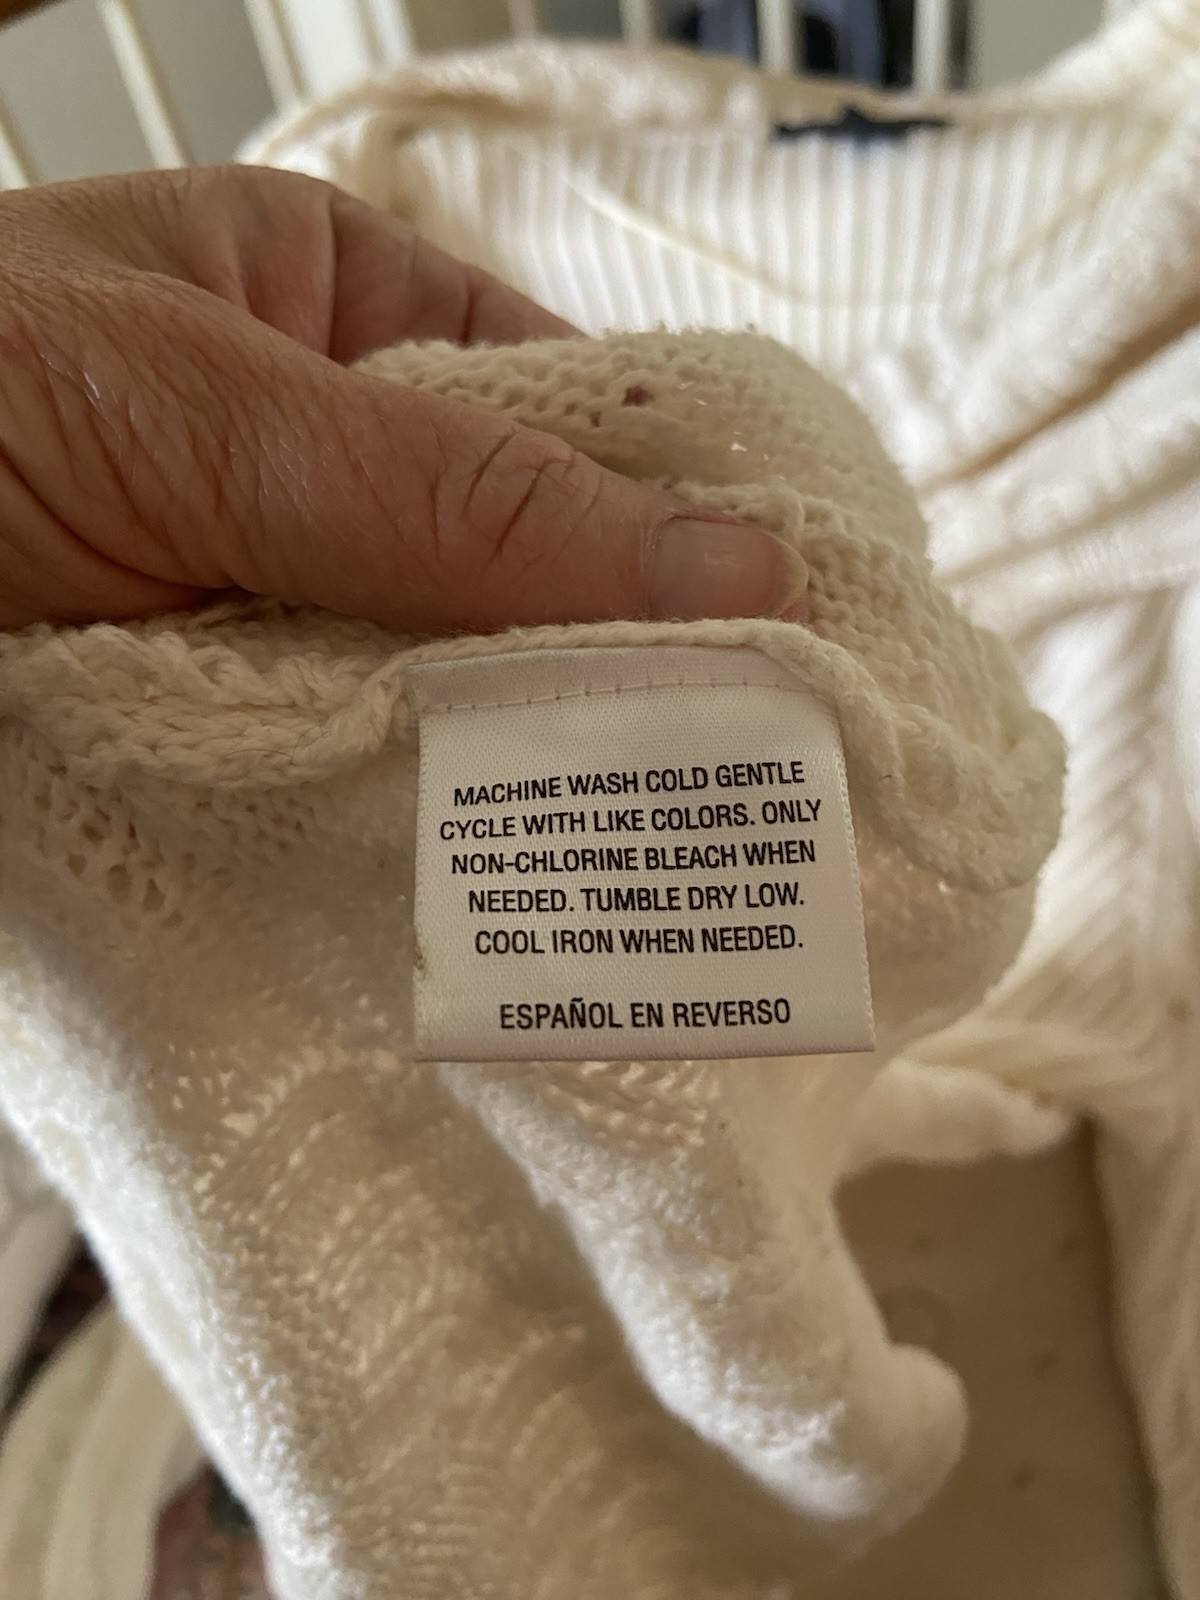 MACHINE WASH COLD GENTLE
CYCLE WITH LIKE COLORS. ONLY
NON-CHLORINE BLEACH WHEN
NEEDED. TUMBLE DRY LOW.
COOL IRON WHEN NEEDED.
ESPAÑOL EN REVERSO